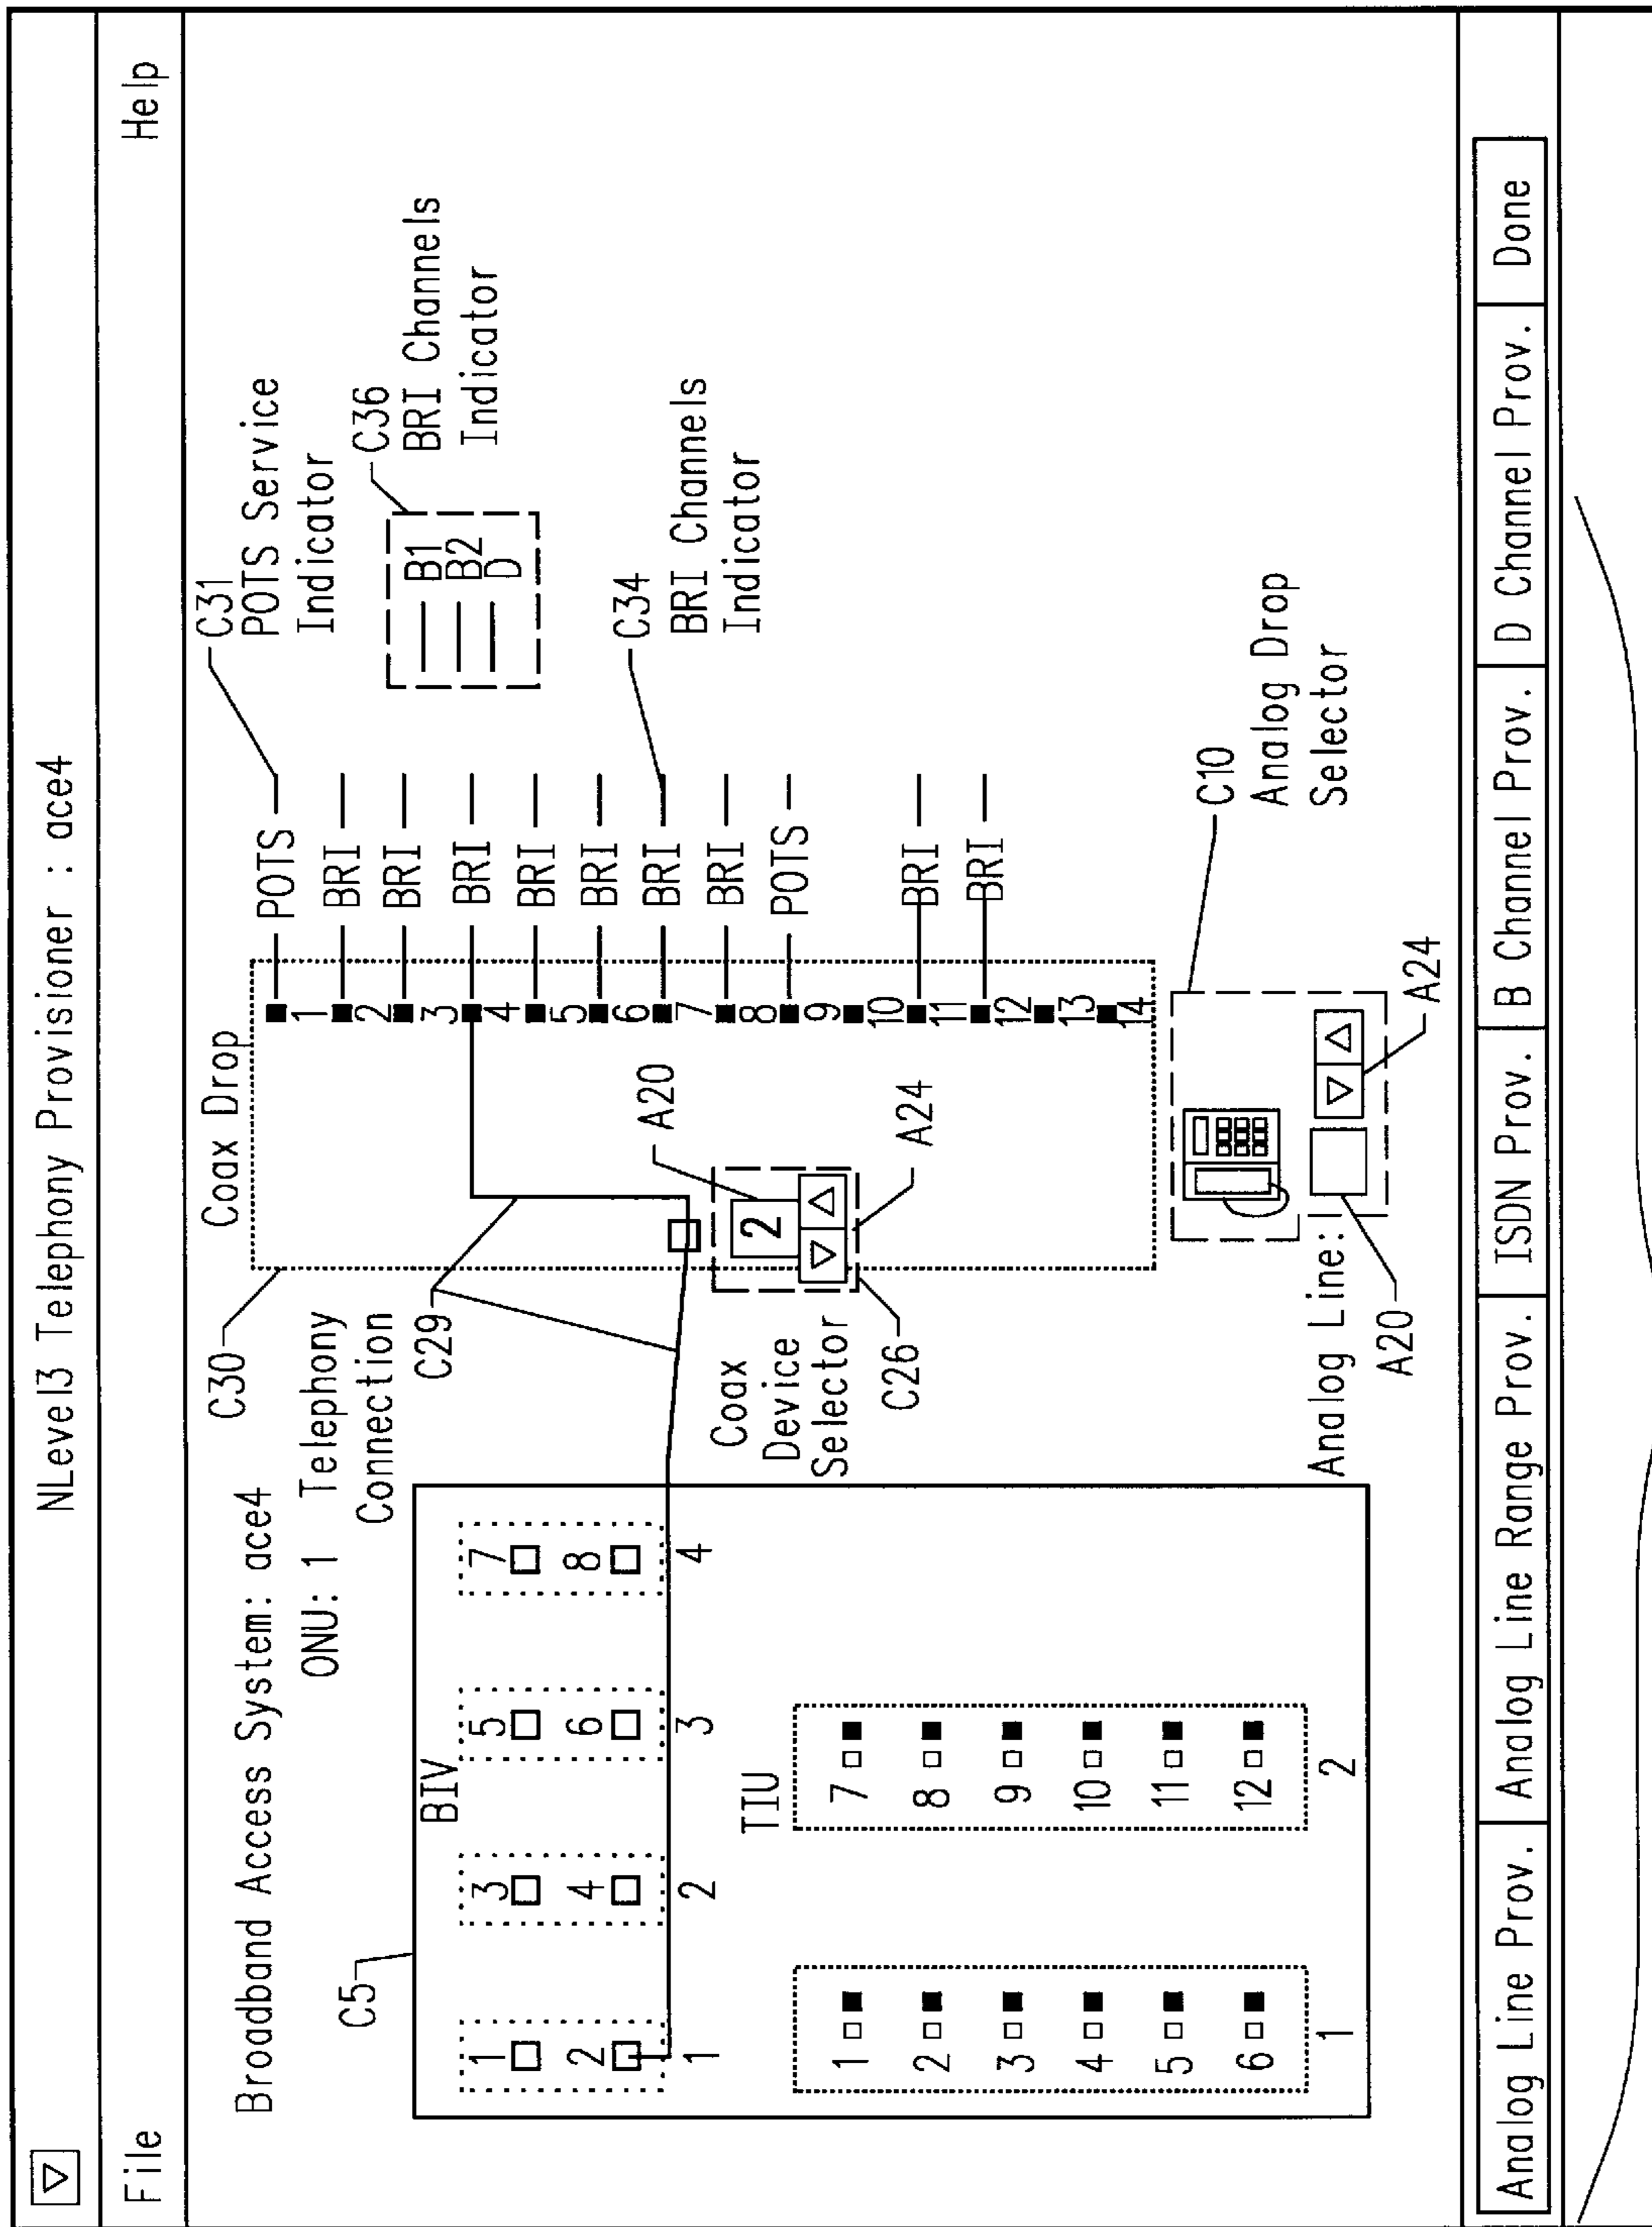 NLevel3 Telephony Provisioner : ace4
File
Help
Broadband Access System: ace4
ONU: 1
Telephony
Connection
C5
BIV
1
2
1
3
4
2
5
6
3
7
8
4
TIU
1
2
3
4
5
6
1
7
8
9
10
11
12
2
C30
Coax Drop
C29
Coax
Device
Selector
C26
2
A20
A24
1
2
3
4
5
6
7
8
9
10
11
12
13
14
POTS
BRI
BRI
BRI
BRI
BRI
BRI
BRI
POTS
BRI
BRI
C31
POTS Service
Indicator
C36
BRI Channels
Indicator
B1
B2
D
C34
BRI Channels
Indicator
C10
Analog Drop
Selector
Analog Line:
A20
A24
Analog Line Prov.
Analog Line Range Prov.
ISDN Prov.
B Channel Prov.
D Channel Prov.
Done